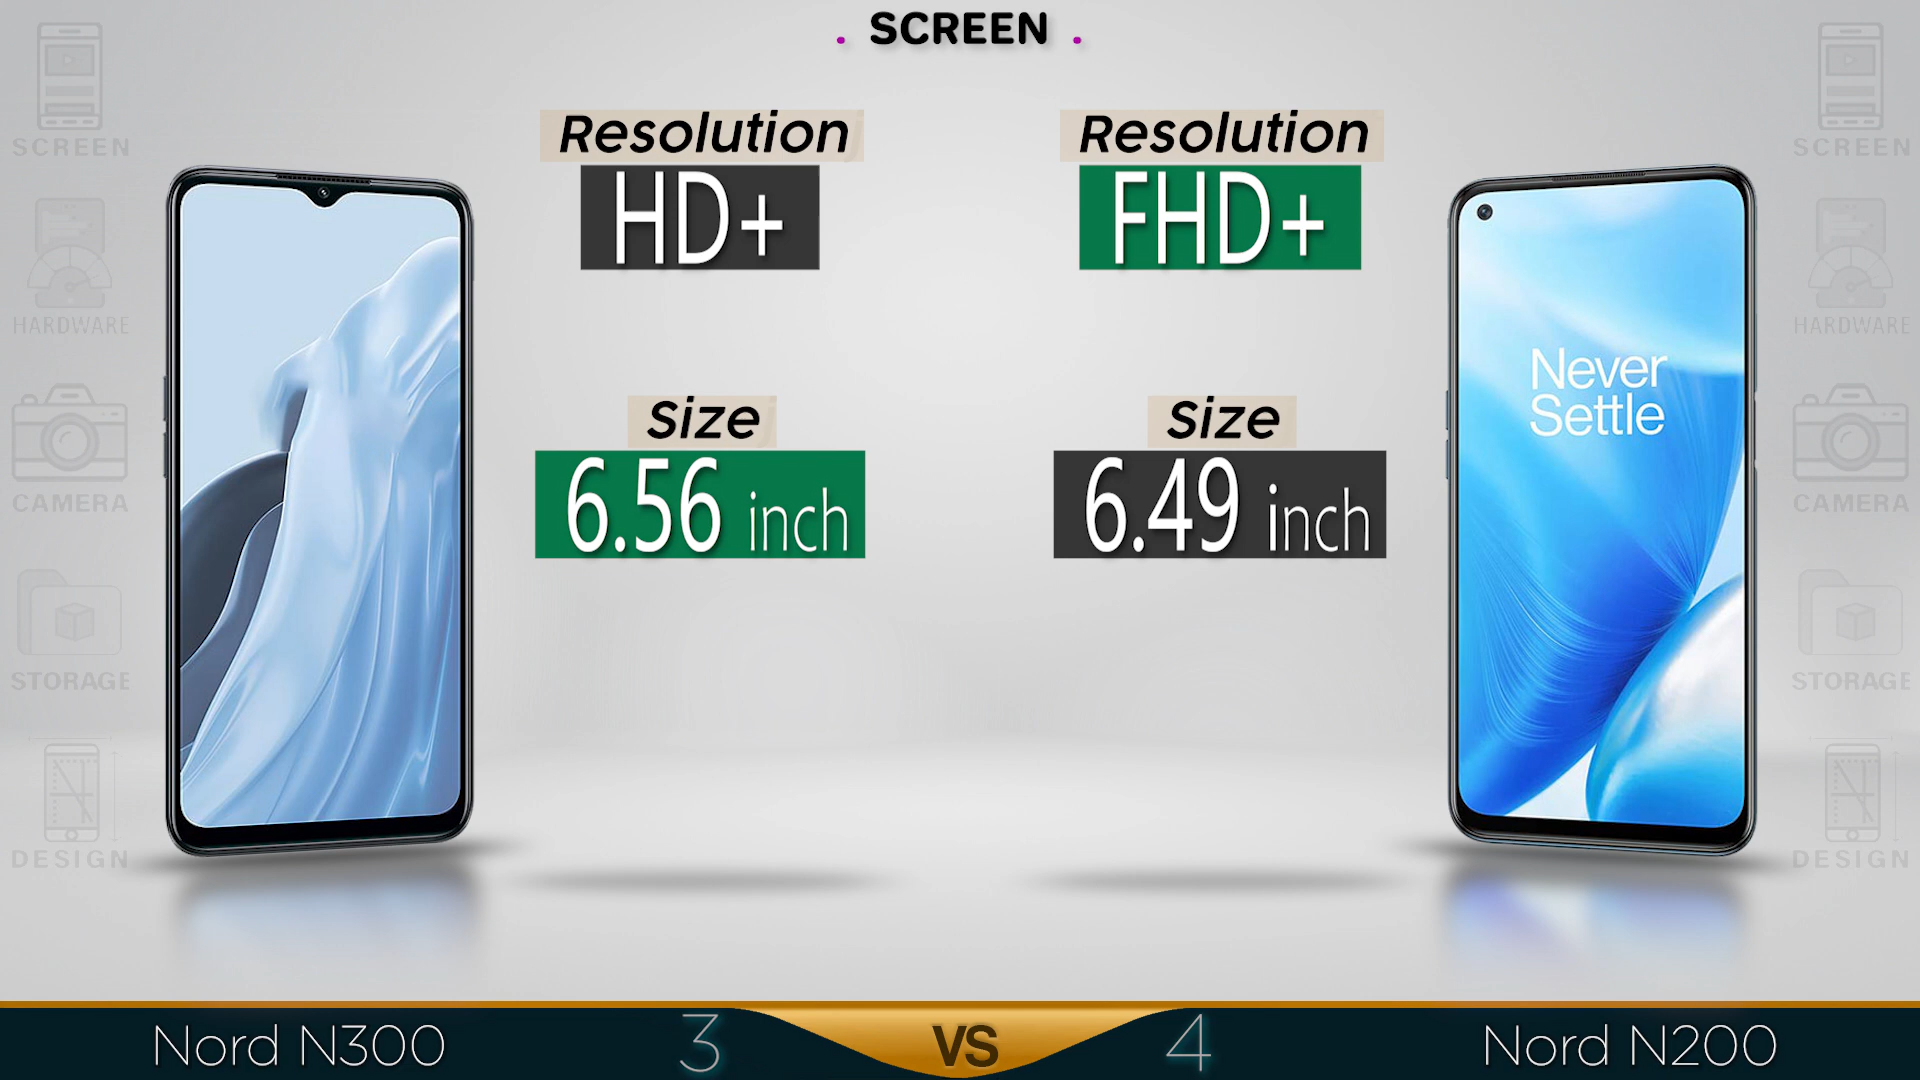 . SCREEN .
SCREEN
HARDWARE
CAMERA
STORAGE
DESIGN
Resolution
HD+
Size
6.56 inch
Resolution
FHD+
Size
6.49 inch
Never
Settle
SCREEN
HARDWARE
CAMERA
STORAGE
DESIGN
Nord N300
3
VS
4
Nord N200